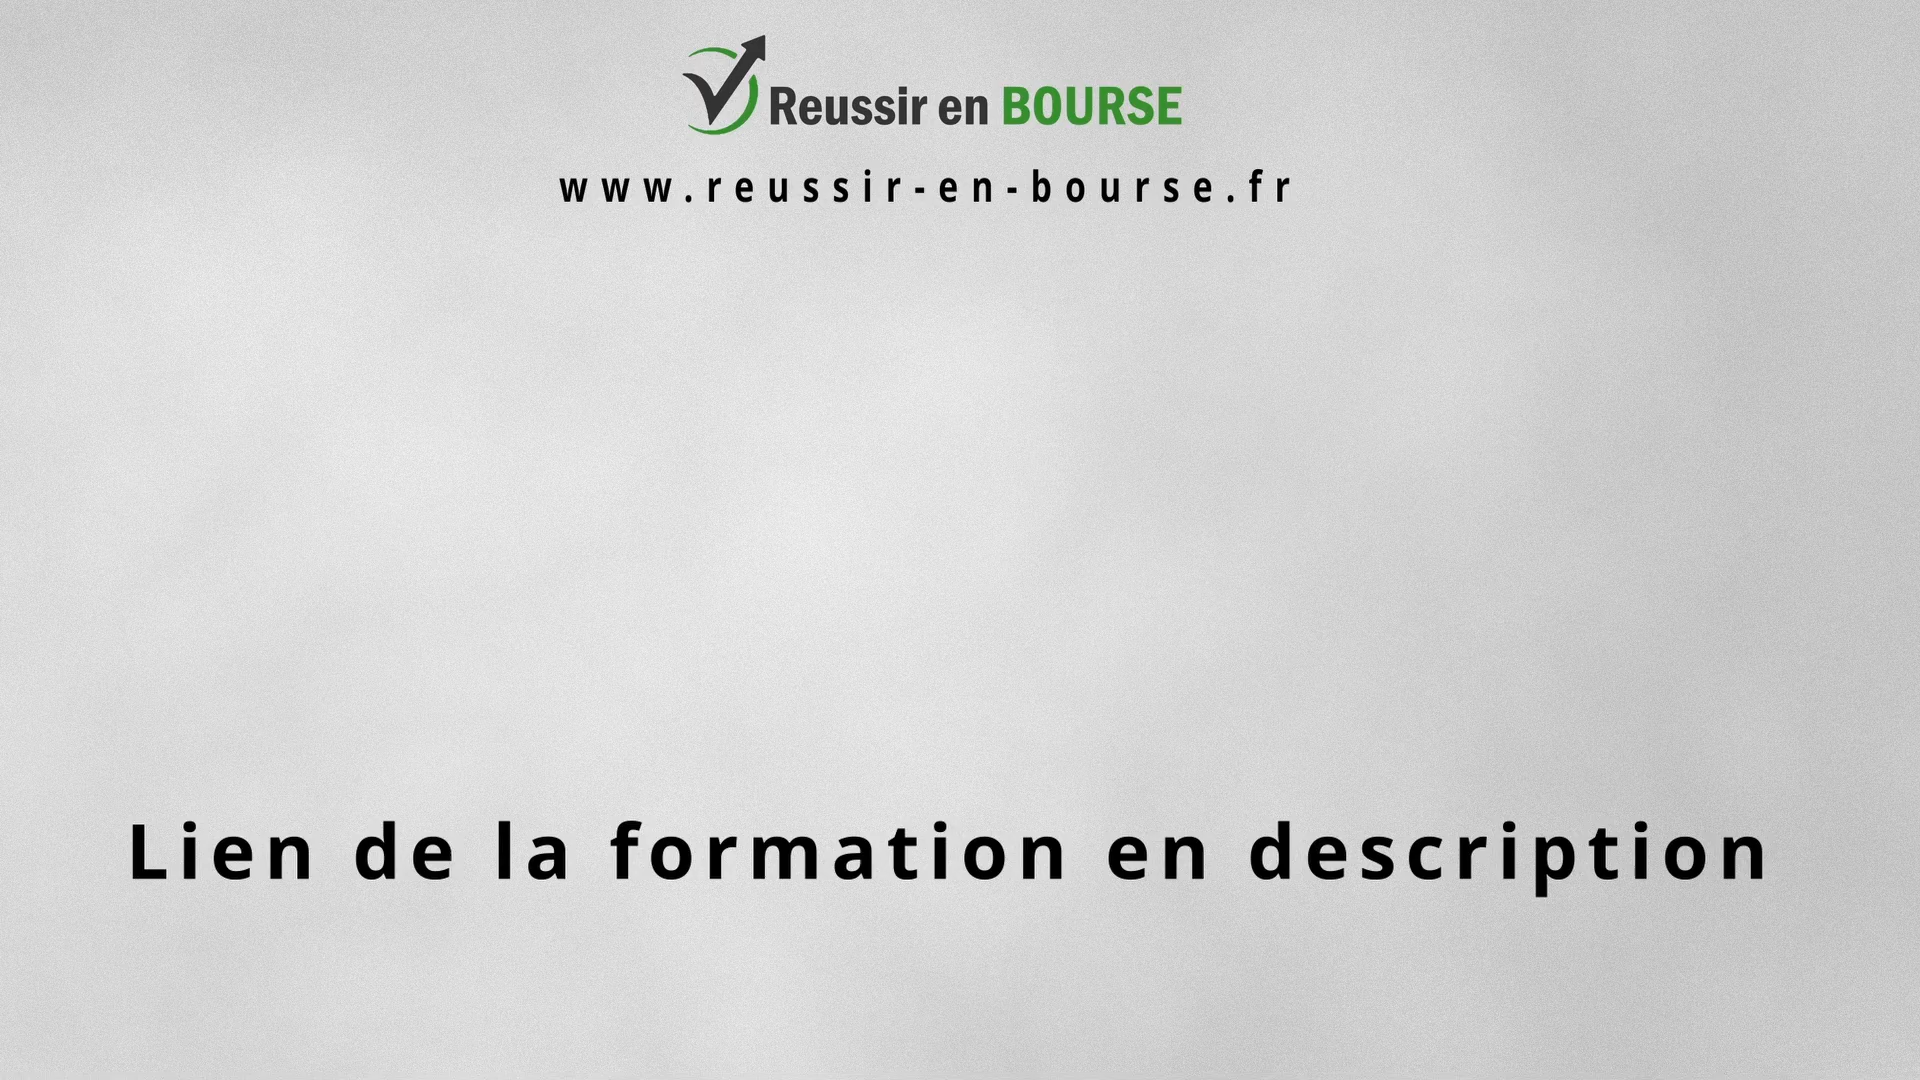 Reussir en BOURSE
www.reussir-en-bourse.fr
Lien de la formation en description